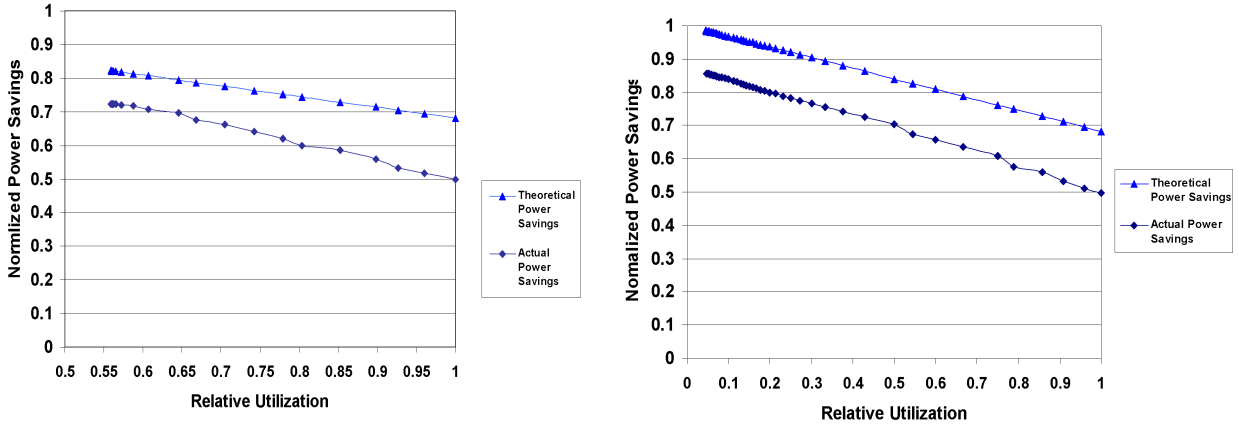 Normlized Power Savings
1
0.9
0.8
0.7
0.6
0.5
0.4
0.3
0.2
0.1
0
0.5 0.55 0.6 0.65 0.7 0.75 0.8 0.85 0.9 0.95 1
Relative Utilization
Theoretical
Power
Savings
Actual
Power
Savings
Nomalized Power Savings
1
0.9
0.8
0.7
0.6
0.5
0.4
0.3
0.2
0.1
0
0 0.1 0.2 0.3 0.4 0.5 0.6 0.7 0.8 0.9 1
Relative Utilization
Theoretical
Power Savings
Actual Power
Savings